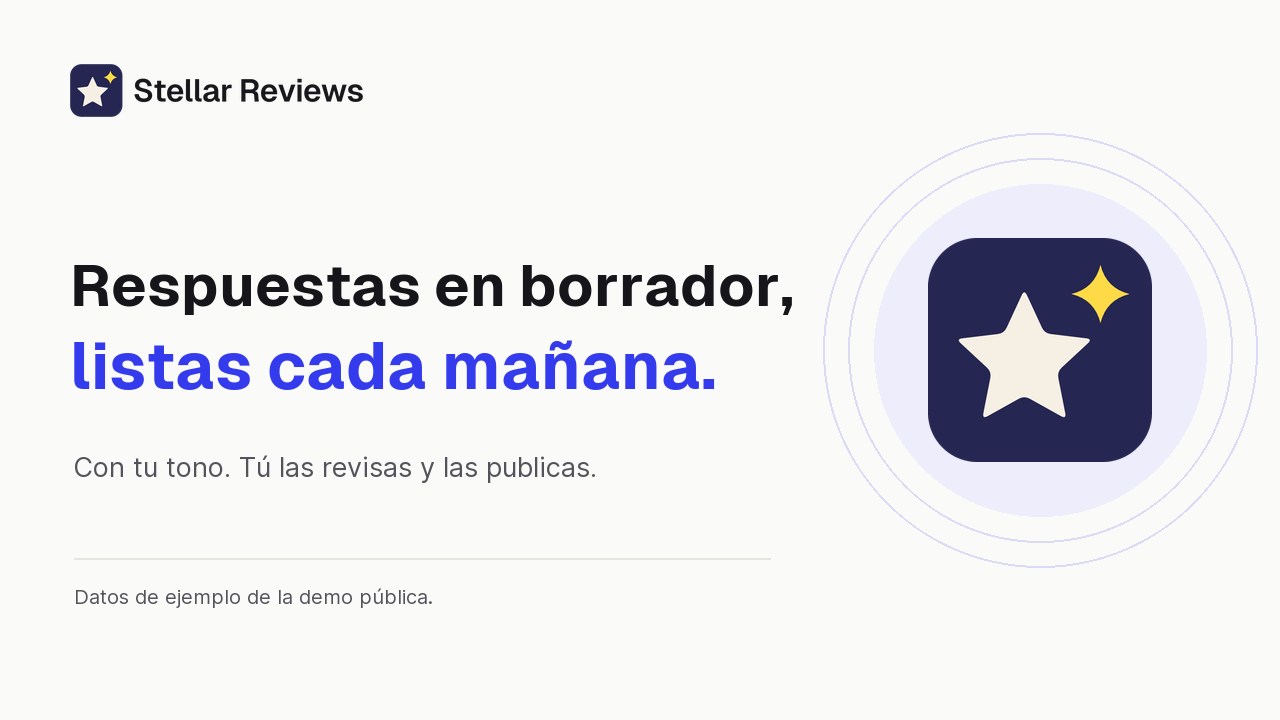 Stellar Reviews
Respuestas en borrador,
listas cada mañana.
Con tu tono. Tú las revisas y las publicas.
Datos de ejemplo de la demo pública.